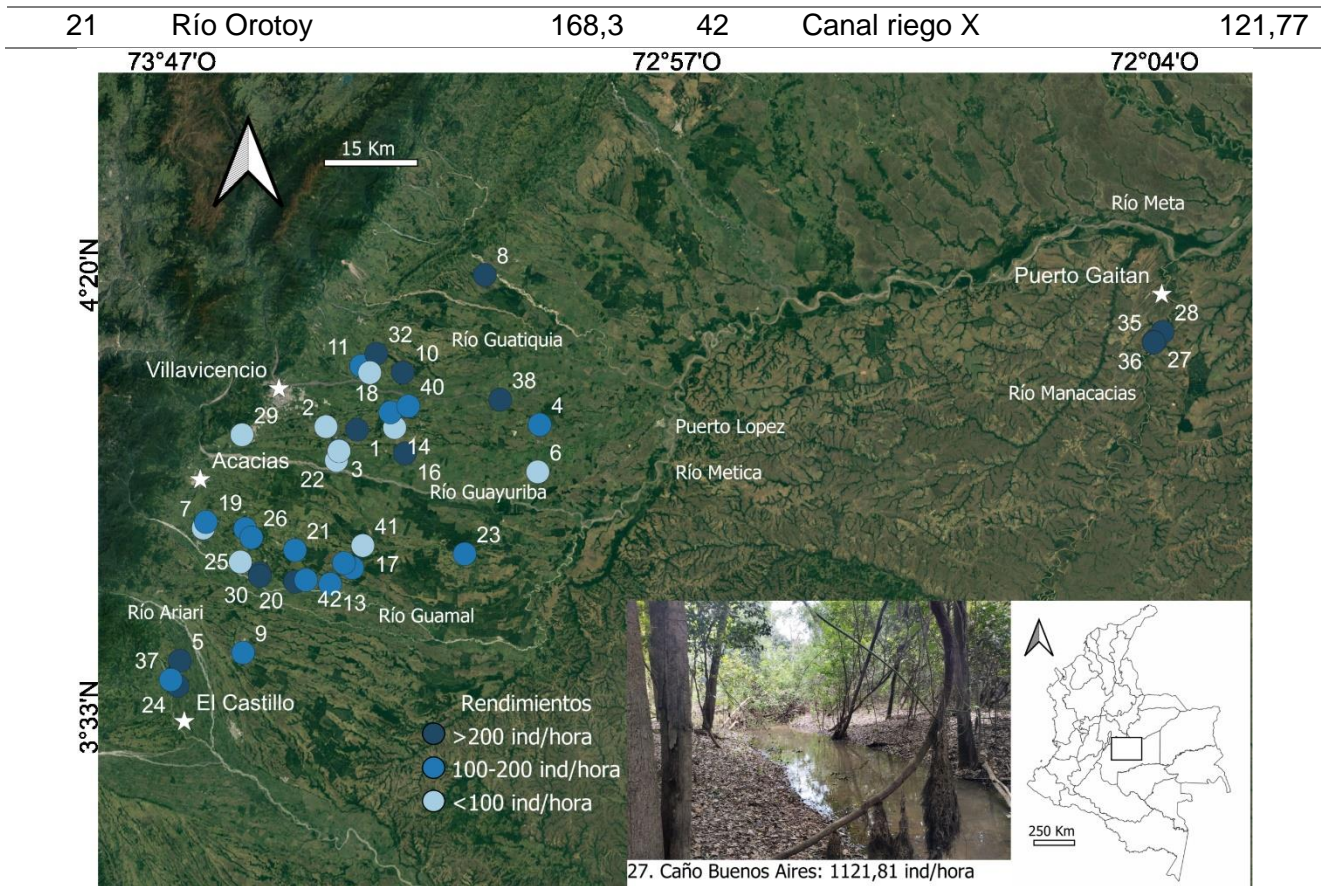 21 Río Orotoy 168,3 42 Canal riego X 121,77
73°47'O 72°57'O 72°04'O
15 Km
Río Meta
4°20'N
8
Puerto Gaitan
28
35
32
Río Guatiquia
11
10
36
27
Villavicencio
40
38
Río Manacacias
18
2
4
29
Puerto Lopez
1
14
6
Acacias
3
16
22
Río Metica
Río Guayuriba
19
7
26
21
41
23
25
17
30
20
42
13
Río Ariari
Río Guamal
9
5
37
3°33'N
24
El Castillo
Rendimientos
>200 ind/hora
100-200 ind/hora
<100 ind/hora
250 Km
27. Caño Buenos Aires: 1121,81 ind/hora